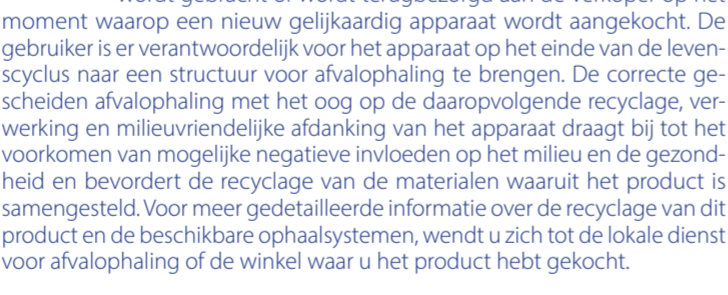 wordt gebracht of wordt terugbezorgd aan de verkoper op het
moment waarop een nieuw gelijkaardig apparaat wordt aangekocht. De
gebruiker is er verantwoordelijk voor het apparaat op het einde van de leven-
scyclus naar een structuur voor afvalophaling te brengen. De correcte ge-
scheiden afvalophaling met het oog op de daaropvolgende recyclage, ver-
werking en milieuvriendelijke afdanking van het apparaat draagt bij tot het
voorkomen van mogelijke negatieve invloeden op het milieu en de gezond-
heid en bevordert de recyclage van de materialen waaruit het product is
samengesteld. Voor meer gedetailleerde informatie over de recyclage van dit
product en de beschikbare ophaalsystemen, wendt u zich tot de lokale dienst
voor afvalophaling of de winkel waar u het product hebt gekocht.